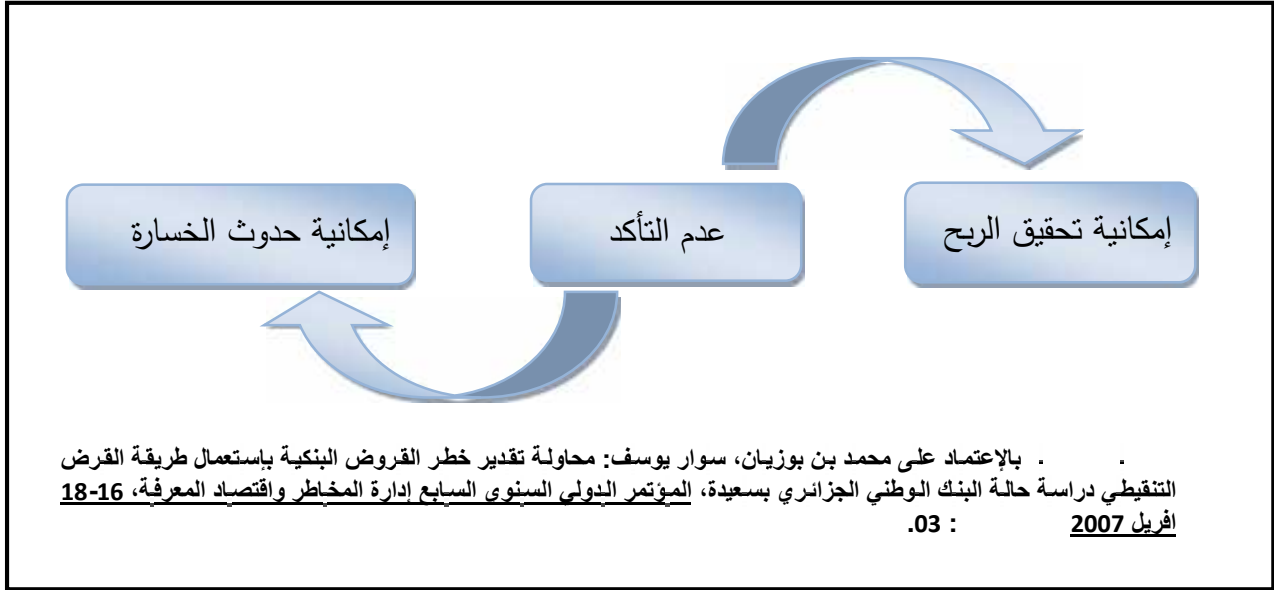 إمكانية تحقيق الربح
عدم التأكد
إمكانية حدوث الخسارة
. . بالإعتماد على محمد بن بوزيان، سوار يوسف: محاولة تقدير خطر القروض البنكية بإستعمال طريقة القرض
التنقيطي دراسة حالة البنك الوطني الجزائري بسعيدة، المؤتمر الدولي السنوي السابع إدارة المخاطر واقتصاد المعرفة، 16-18
افريل 2007 : 03.